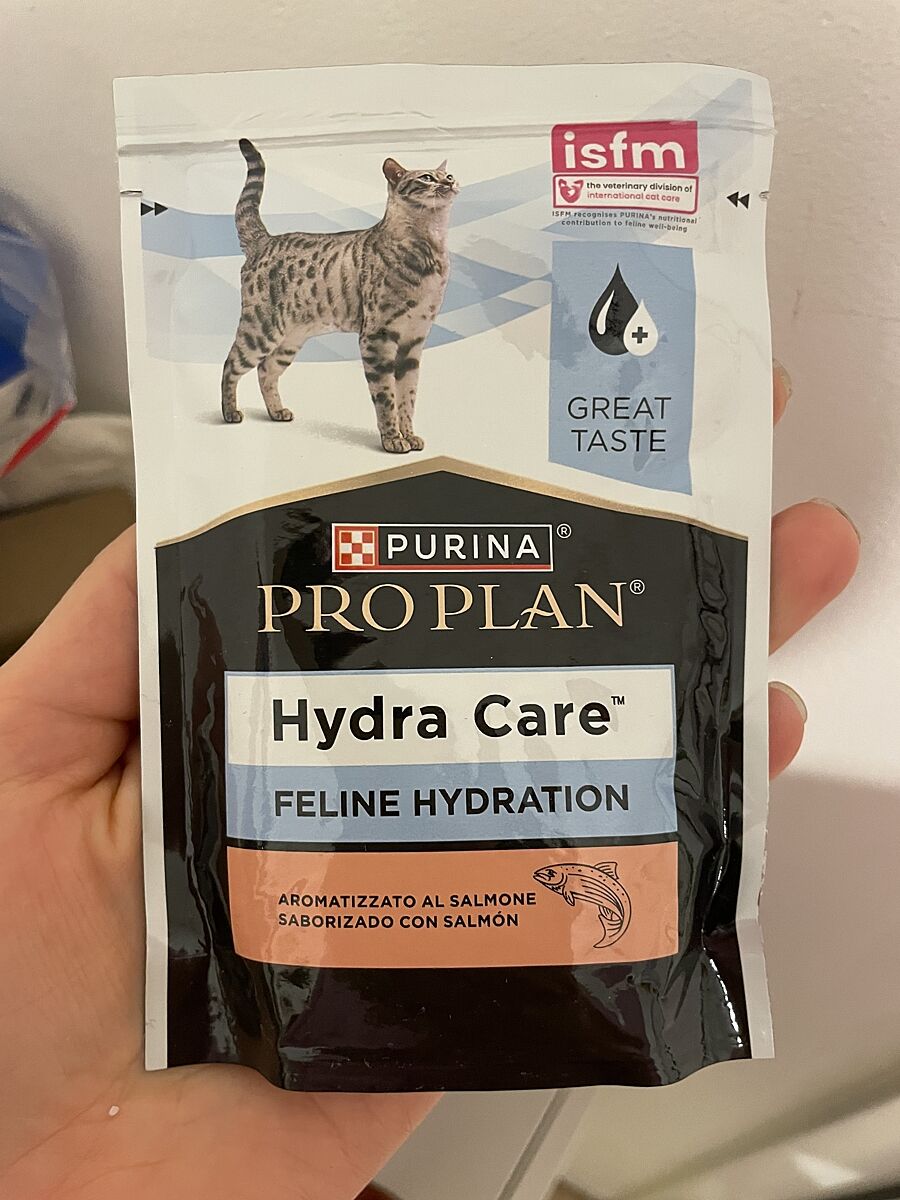 isfm
the veterinary division of
international cat care
ISFM recognises PURINA's nutritional
contribution to feline well-being
GREAT
TASTE
PURINA®
PRO PLAN®
Hydra Care™
FELINE HYDRATION
AROMATIZZATO AL SALMONE
SABORIZADO CON SALMÓN